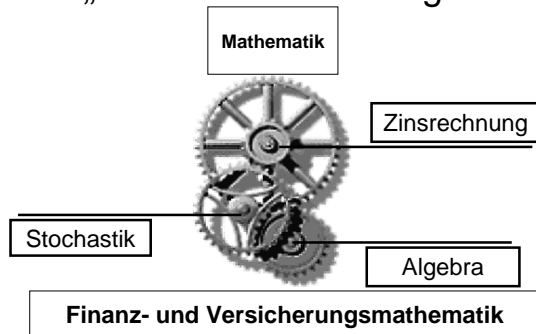 Mathematik
Zinsrechnung
Stochastik
Algebra
Finanz- und Versicherungsmathematik